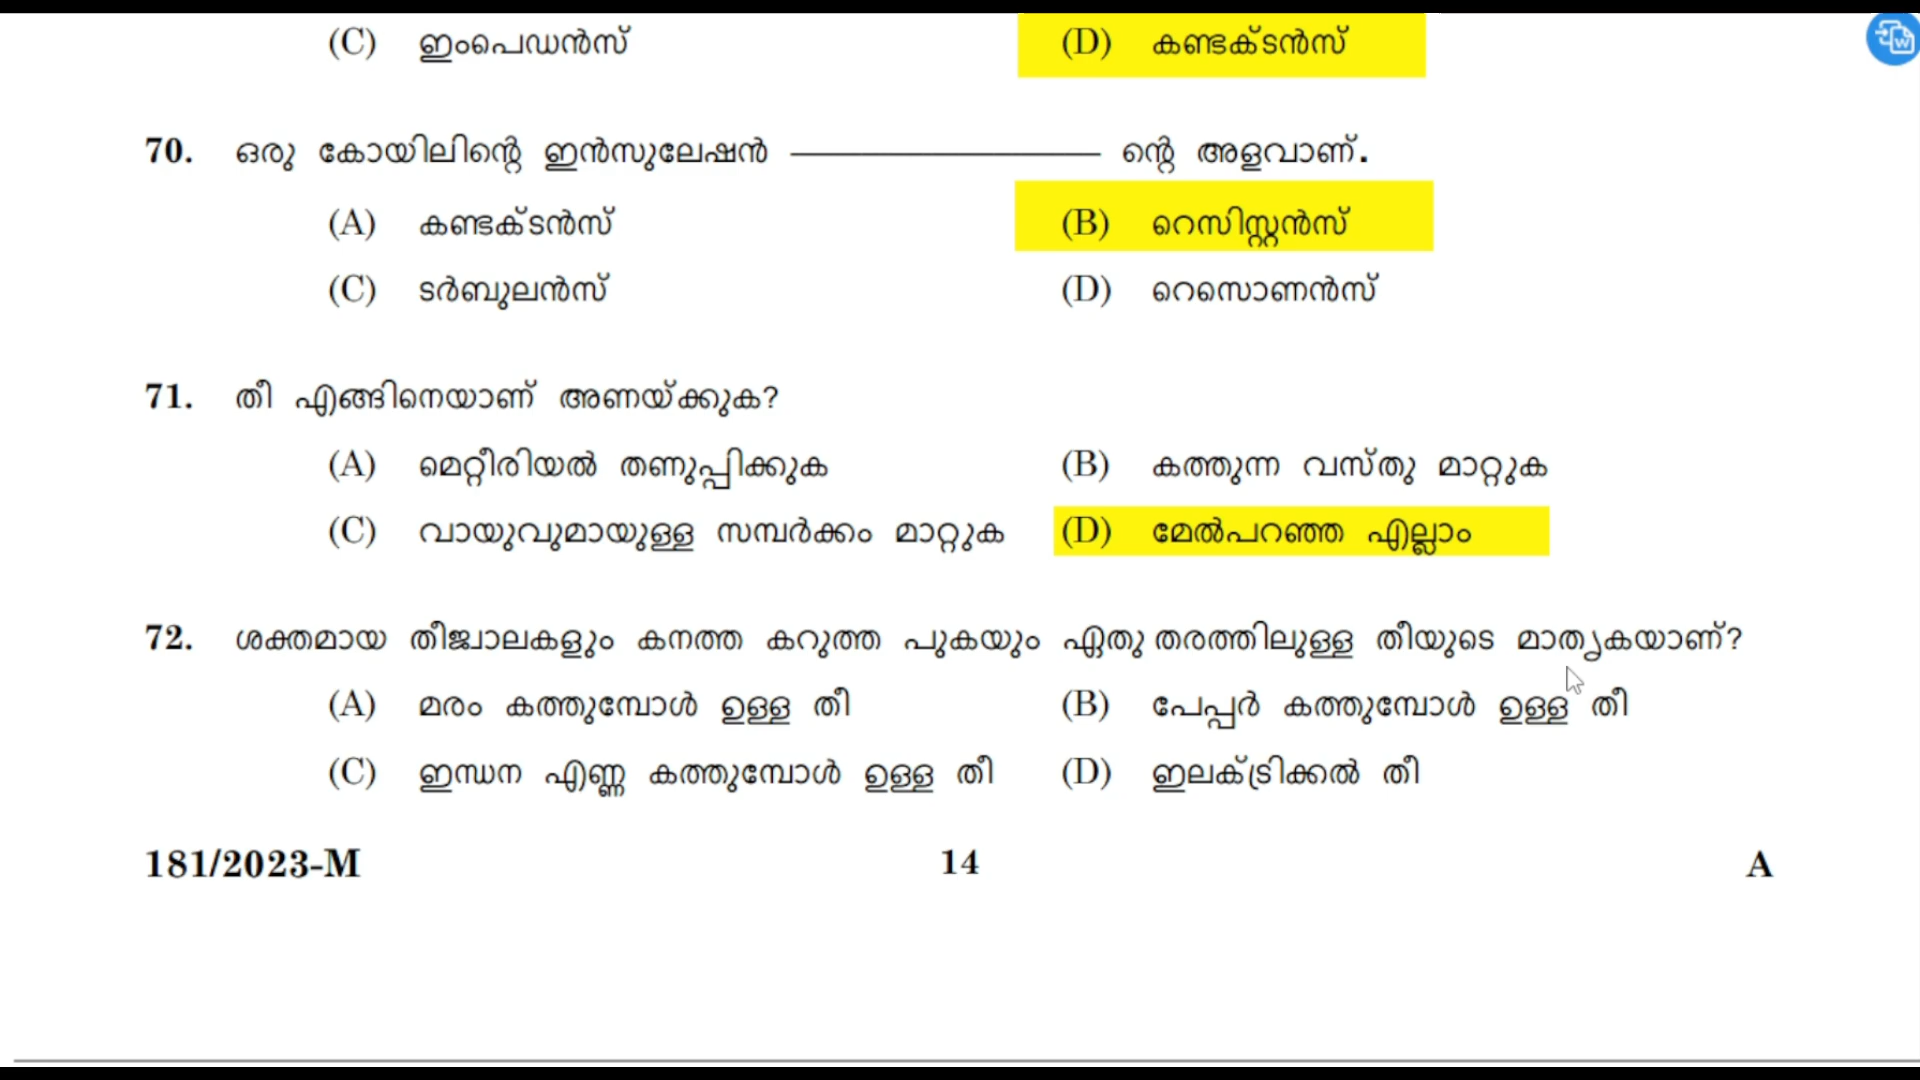 (C) ഇംപെഡൻസ് (D) കണ്ടക്ടൻസ്
70. ഒരു കോയിലിന്റെ ഇൻസുലേഷൻ ———————— ന്റെ അളവാണ്.
(A) കണ്ടക്ടൻസ് (B) റെസിസ്റ്റൻസ്
(C) ടർബുലൻസ് (D) റെസൊണൻസ്
71. തീ എങ്ങിനെയാണ് അണയ്ക്കുക?
(A) മെറ്റീരിയൽ തണുപ്പിക്കുക (B) കത്തുന്ന വസ്തു മാറ്റുക
(C) വായുവുമായുള്ള സമ്പർക്കം മാറ്റുക (D) മേൽപറഞ്ഞ എല്ലാം
72. ശക്തമായ തീജ്വാലകളും കനത്ത കറുത്ത പുകയും ഏതു തരത്തിലുള്ള തീയുടെ മാതൃകയാണ്?
(A) മരം കത്തുമ്പോൾ ഉള്ള തീ (B) പേപ്പർ കത്തുമ്പോൾ ഉള്ള തീ
(C) ഇന്ധന എണ്ണ കത്തുമ്പോൾ ഉള്ള തീ (D) ഇലക്ട്രിക്കൽ തീ
181/2023-M 14 A